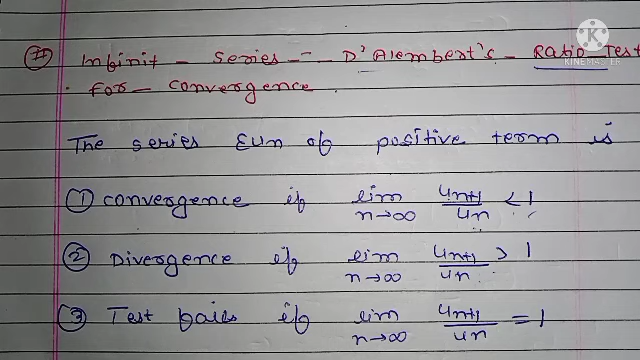 # Infinit - series -- D'Alembert's - Ratio Test
for - convergence
KINEMASTER
The series Σun of positive term is
① convergence if lim n→∞ un+1/un < 1
② Divergence if lim n→∞ un+1/un > 1
③ Test fails if lim n→∞ un+1/un = 1